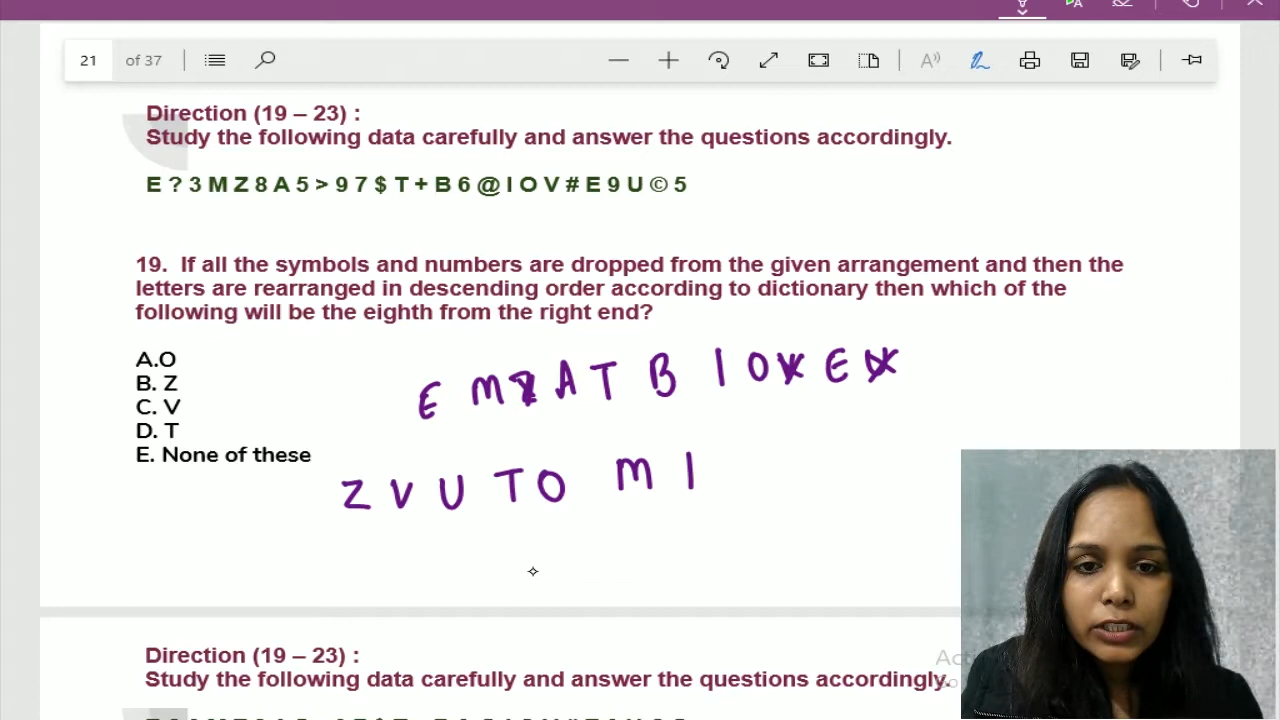 21 of 37
Direction (19 – 23) :
Study the following data carefully and answer the questions accordingly.
E ? 3 M Z 8 A 5 > 9 7 $ T + B 6 @ I O V # E 9 U © 5
19. If all the symbols and numbers are dropped from the given arrangement and then the
letters are rearranged in descending order according to dictionary then which of the
following will be the eighth from the right end?
A.O
B. Z
C. V
D. T
E. None of these
E M Z A T B I O V E U
Z V U T O M I
Direction (19 – 23) :
Study the following data carefully and answer the questions accordingly.